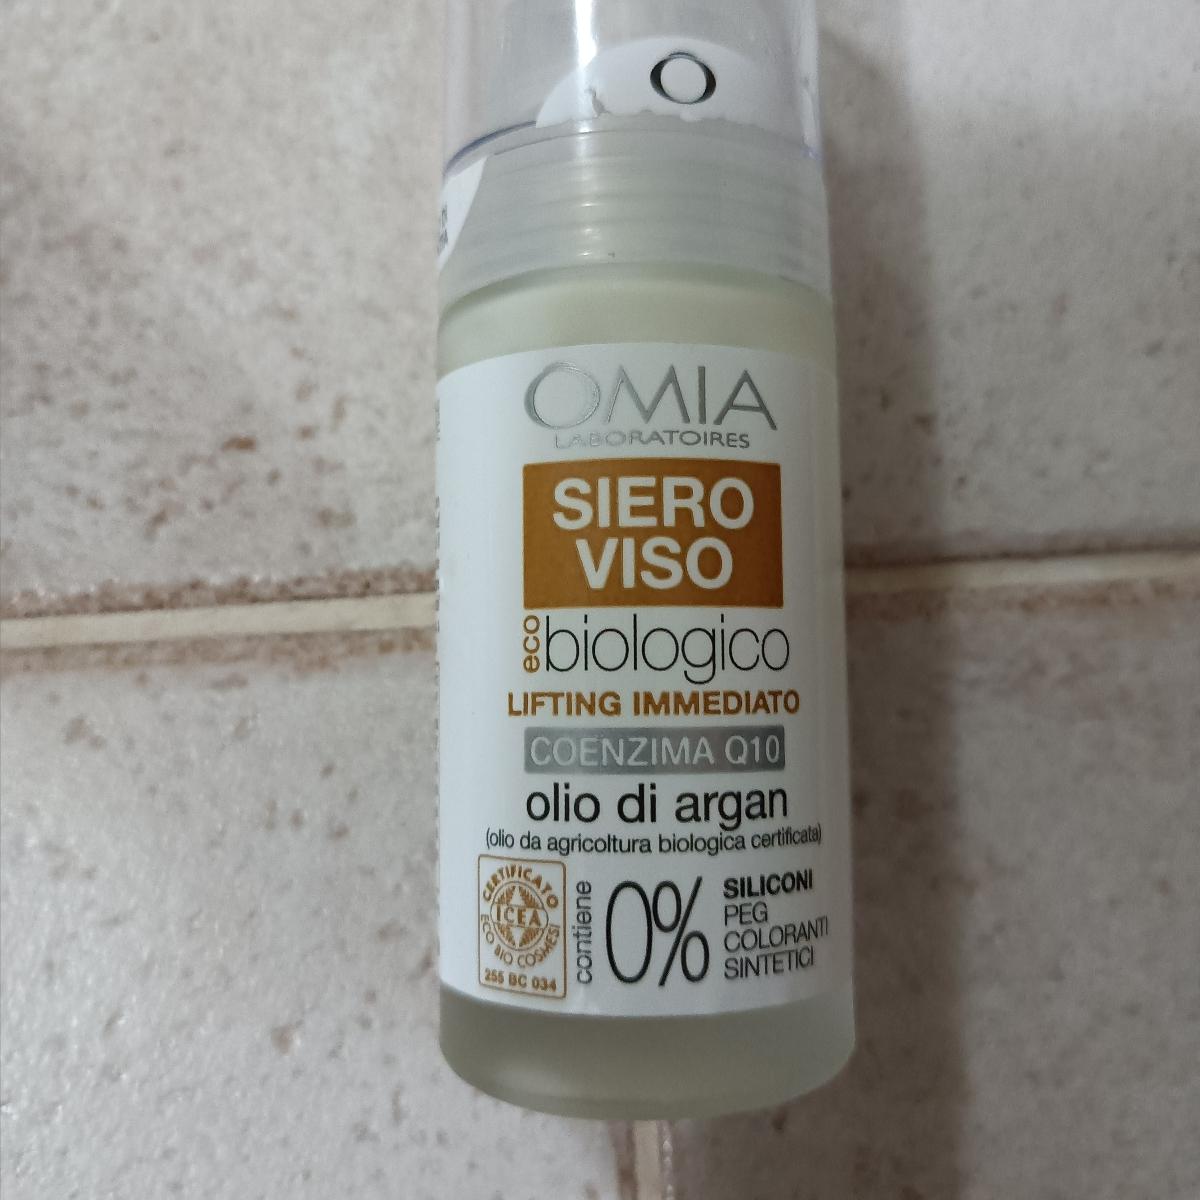 O
OMIA
LABORATOIRES
SIERO
VISO
eco
biologico
LIFTING IMMEDIATO
COENZIMA Q10
olio di argan
(olio da agricoltura biologica certificata)
CERTIFICATO
ICEA
ECO BIO COSMESI
255 BC 034
contiene
0%
SILICONI
PEG
COLORANTI
SINTETICI